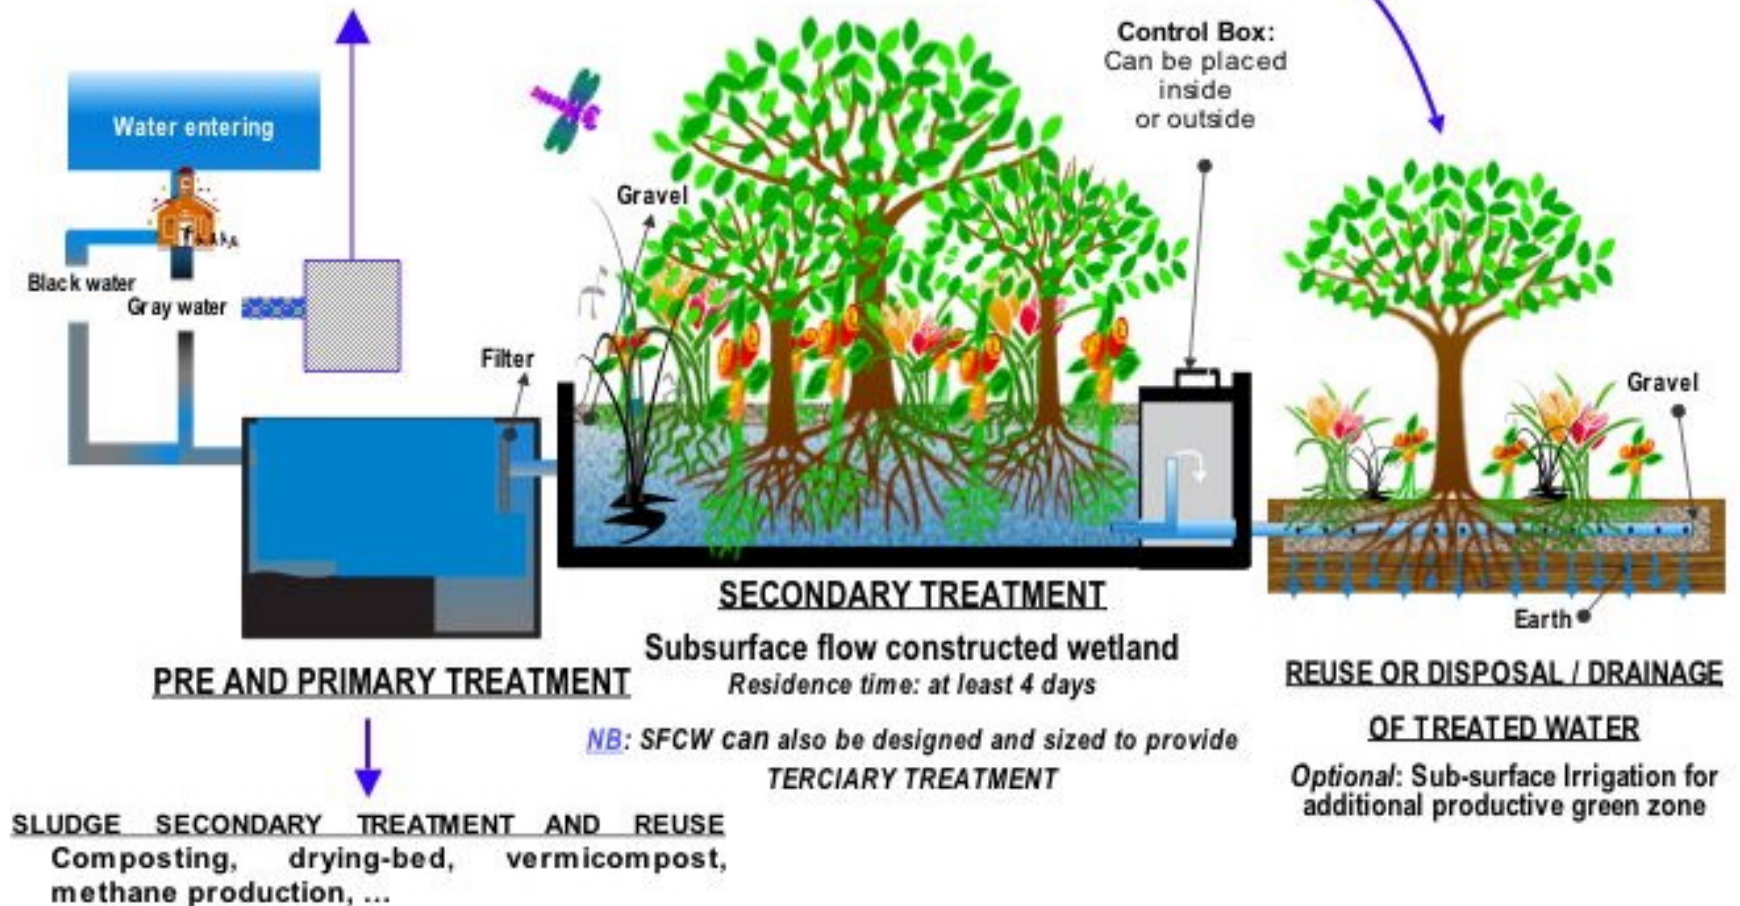 Control Box:
Can be placed
inside
or outside
Water entering
Gravel
Black water
Gray water
Filter
Gravel
Earth
SECONDARY TREATMENT
Subsurface flow constructed wetland
Residence time: at least 4 days
NB: SFCW can also be designed and sized to provide
TERCIARY TREATMENT
PRE AND PRIMARY TREATMENT
REUSE OR DISPOSAL / DRAINAGE
OF TREATED WATER
Optional: Sub-surface Irrigation for
additional productive green zone
SLUDGE SECONDARY TREATMENT AND REUSE
Composting, drying-bed, vermicompost,
methane production, ...